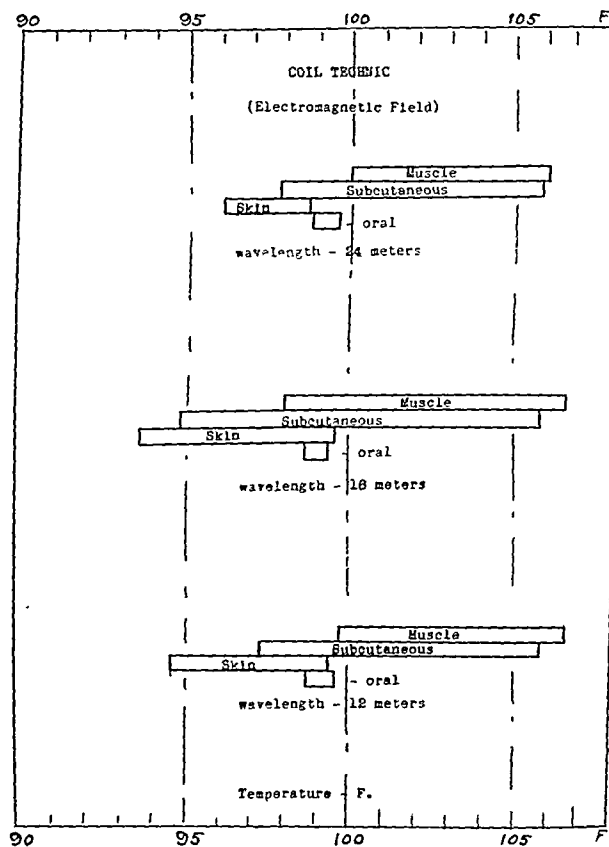 90 95 100 105 F
COIL TECHNIC
(Electromagnetic Field)
Muscle
Subcutaneous
Skin
- oral
wavelength - 24 meters
Muscle
Subcutaneous
Skin
- oral
wavelength - 18 meters
Muscle
Subcutaneous
Skin
- oral
wavelength - 12 meters
Temperature - F.
90 95 100 105 F